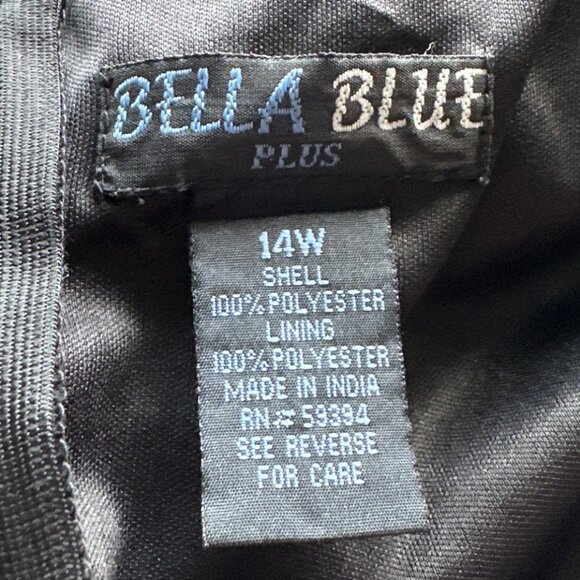 BELLA BLUE
PLUS
14W
SHELL
100% POLYESTER
LINING
100% POLYESTER
MADE IN INDIA
RN# 59394
SEE REVERSE
FOR CARE